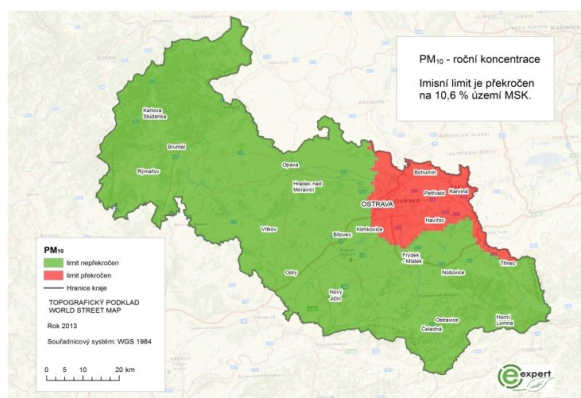 PM₁₀ - roční koncentrace
Imisní limit je překročen
na 10,6 % území MSK.
Karlova
Studánka
Bruntál
Rýmařov
Opava
Hradec nad
Moravicí
Bohumín
Petřvald
Karviná
OSTRAVA
Havířov
Vítkov
Bílovec
Klimkovice
Frýdek
- Místek
Třinec
Nošovice
Odry
Nový
Jičín
Ostravice
Čeladná
Horní
Lomná
PM₁₀
limit nepřekročen
limit překročen
Hranice kraje
TOPOGRAFICKÝ PODKLAD
WORLD STREET MAP
Rok 2013
Souřadnicový systém: WGS 1984
0 5 10 20 km
expert